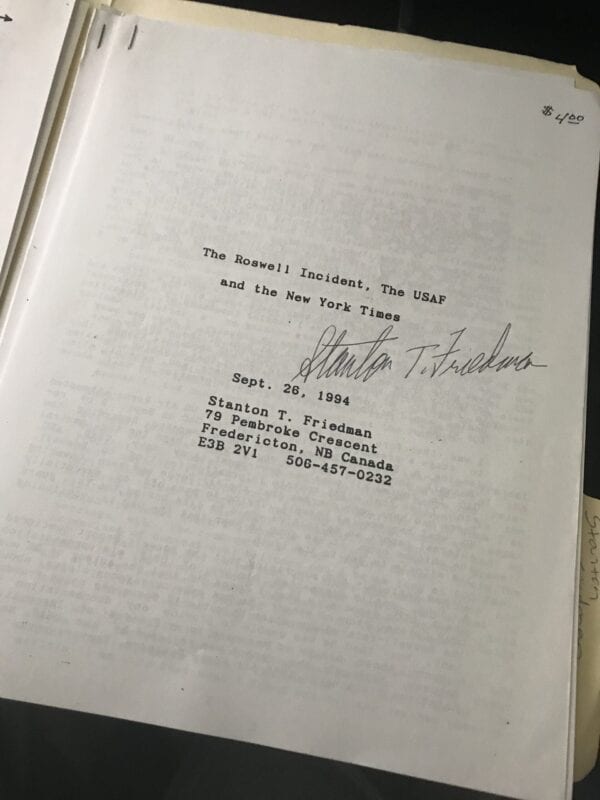 $4.00
The Roswell Incident, The USAF
and the New York Times
Stanton T. Friedman
Sept. 26, 1994
Stanton T. Friedman
79 Pembroke Crescent
Fredericton, NB Canada
E3B 2V1 506-457-0232
Stanton